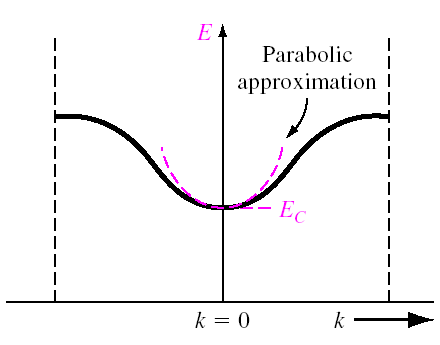 E
Parabolic
approximation
E_C
k = 0
k